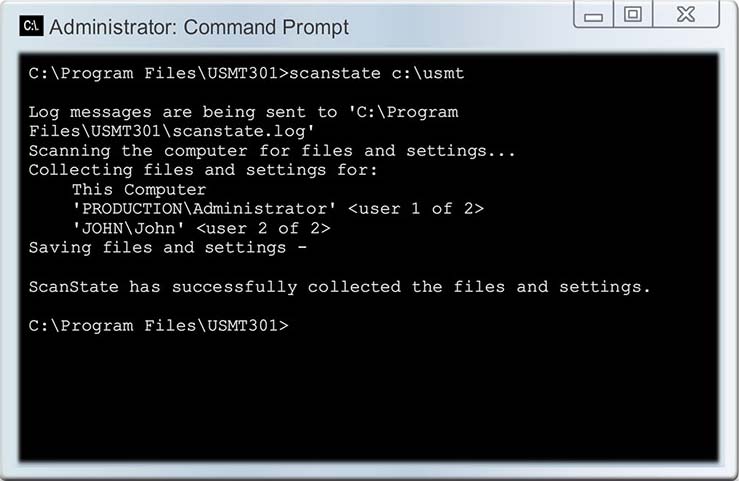 C:\. Administrator: Command Prompt
C:\Program Files\USMT301>scanstate c:\usmt
Log messages are being sent to 'C:\Program
Files\USMT301\scanstate.log'
Scanning the computer for files and settings...
Collecting files and settings for:
This Computer
'PRODUCTION\Administrator' <user 1 of 2>
'JOHN\John' <user 2 of 2>
Saving files and settings -
ScanState has successfully collected the files and settings.
C:\Program Files\USMT301>